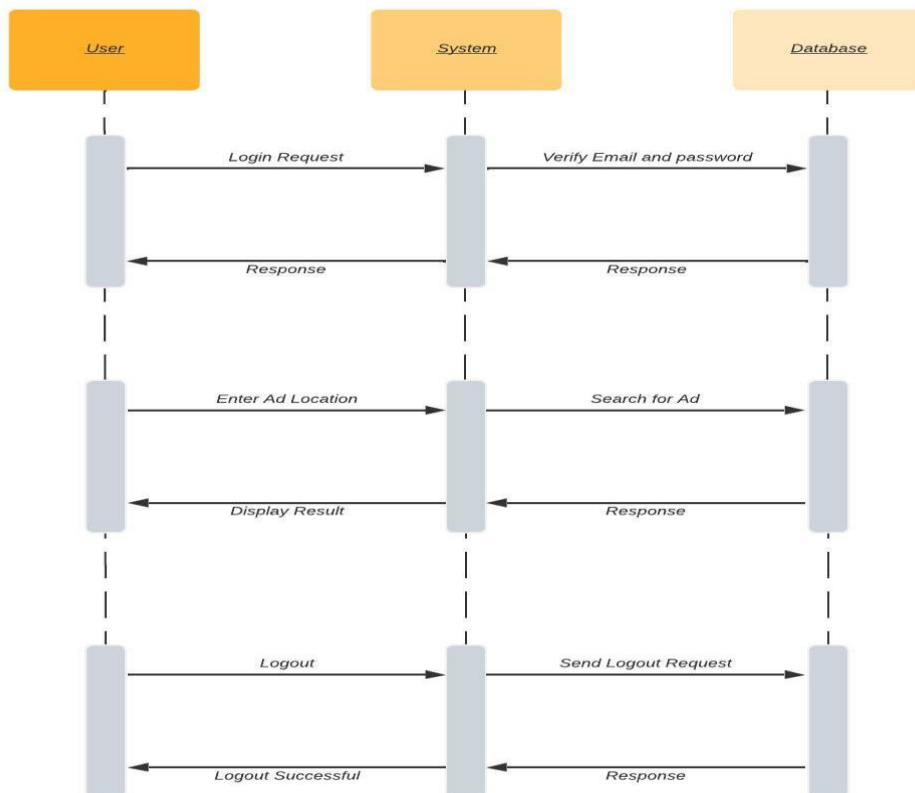 User
System
Database
Login Request
Verify Email and password
Response
Response
Enter Ad Location
Search for Ad
Display Result
Response
Logout
Send Logout Request
Logout Successful
Response